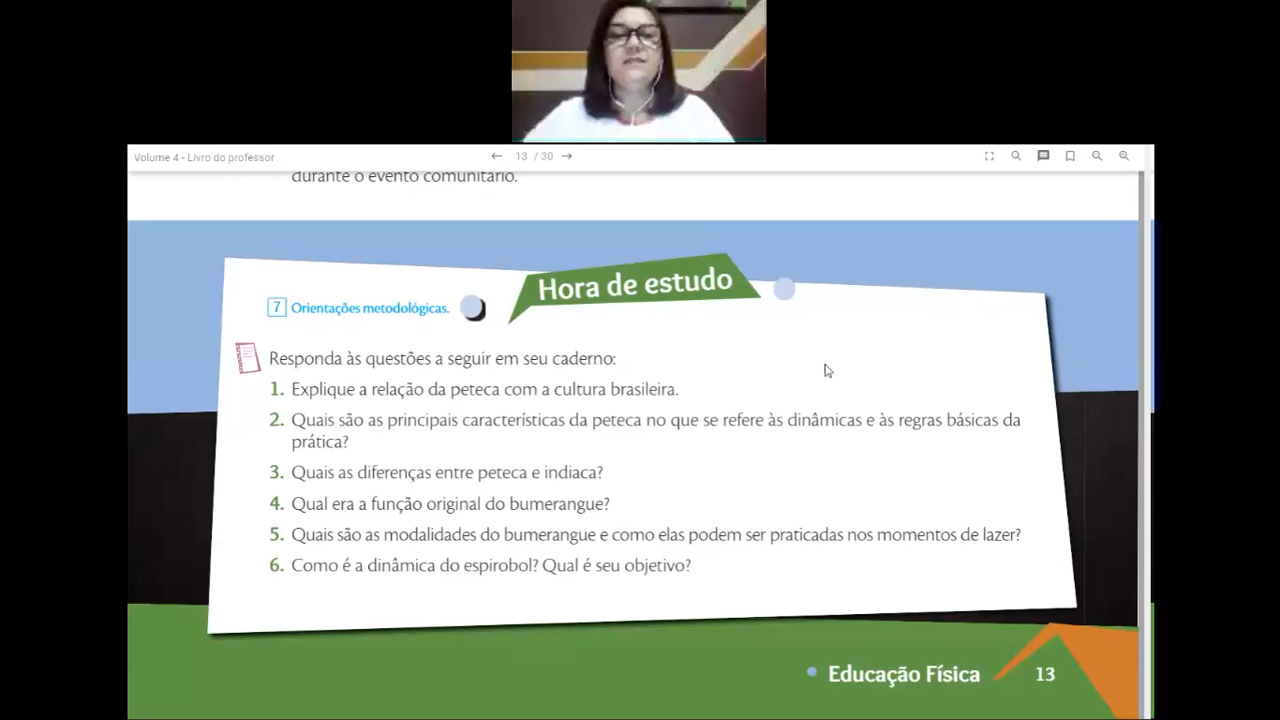 Volume 4 - Livro do professor
13 / 30
durante o evento comunitário.
Hora de estudo
7 Orientações metodológicas.
Responda às questões a seguir em seu caderno:
1. Explique a relação da peteca com a cultura brasileira.
2. Quais são as principais características da peteca no que se refere às dinâmicas e às regras básicas da
prática?
3. Quais as diferenças entre peteca e indiaca?
4. Qual era a função original do bumerangue?
5. Quais são as modalidades do bumerangue e como elas podem ser praticadas nos momentos de lazer?
6. Como é a dinâmica do espirobol? Qual é seu objetivo?
Educação Física 13